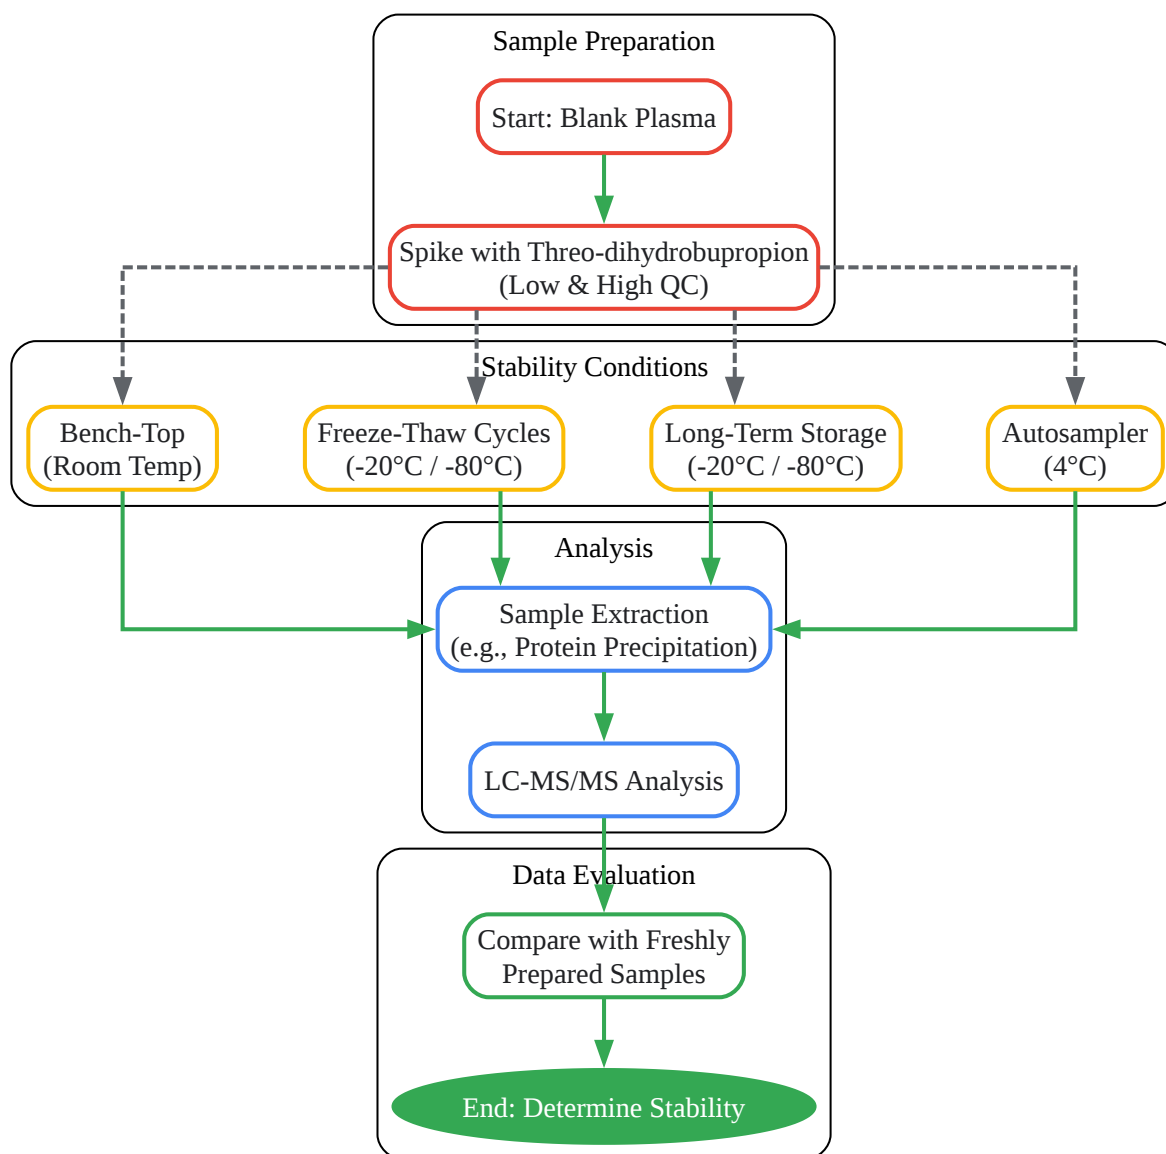 Sample Preparation
Start: Blank Plasma
Spike with Threo-dihydrobupropion
(Low & High QC)
Stability Conditions
Bench-Top
(Room Temp)
Freeze-Thaw Cycles
(-20°C / -80°C)
Long-Term Storage
(-20°C / -80°C)
Autosampler
(4°C)
Analysis
Sample Extraction
(e.g., Protein Precipitation)
LC-MS/MS Analysis
Data Evaluation
Compare with Freshly
Prepared Samples
End: Determine Stability